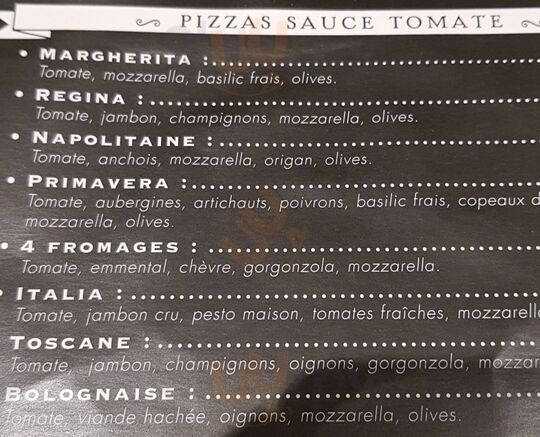 PIZZAS SAUCE TOMATE
• MARGHERITA :
Tomate, mozzarella, basilic frais, olives.
• REGINA :
Tomate, jambon, champignons, mozzarella, olives.
• NAPOLITAINE :
Tomate, anchois, mozzarella, origan, olives.
• PRIMAVERA :
Tomate, aubergines, artichauts, poivrons, basilic frais, copeaux d
mozzarella, olives.
• 4 FROMAGES :
Tomate, emmental, chèvre, gorgonzola, mozzarella.
• ITALIA :
Tomate, jambon cru, pesto maison, tomates fraîches, mozzarell
TOSCANE :
Tomate, jambon, champignons, oignons, gorgonzola, mozzar
BOLOGNAISE :
Tomate, viande hachée, oignons, mozzarella, olives.